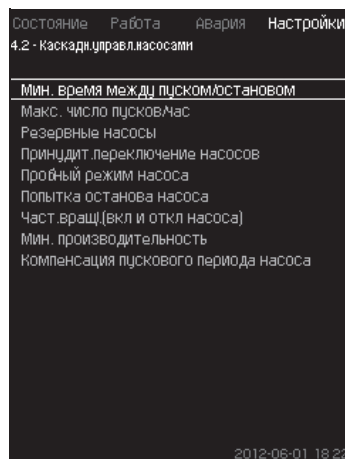 Состояние Работа Авария Настройки
4.2 - Каскадн.управл.насосами
Мин. время между пуском/остановом
Макс. число пусков/час
Резервные насосы
Принудит.переключение насосов
Пробный режим насоса
Попытка останова насоса
Част.вращ.(вкл и откл насоса)
Мин. производительность
Компенсация пускового периода насоса
2012-06-01 18:22